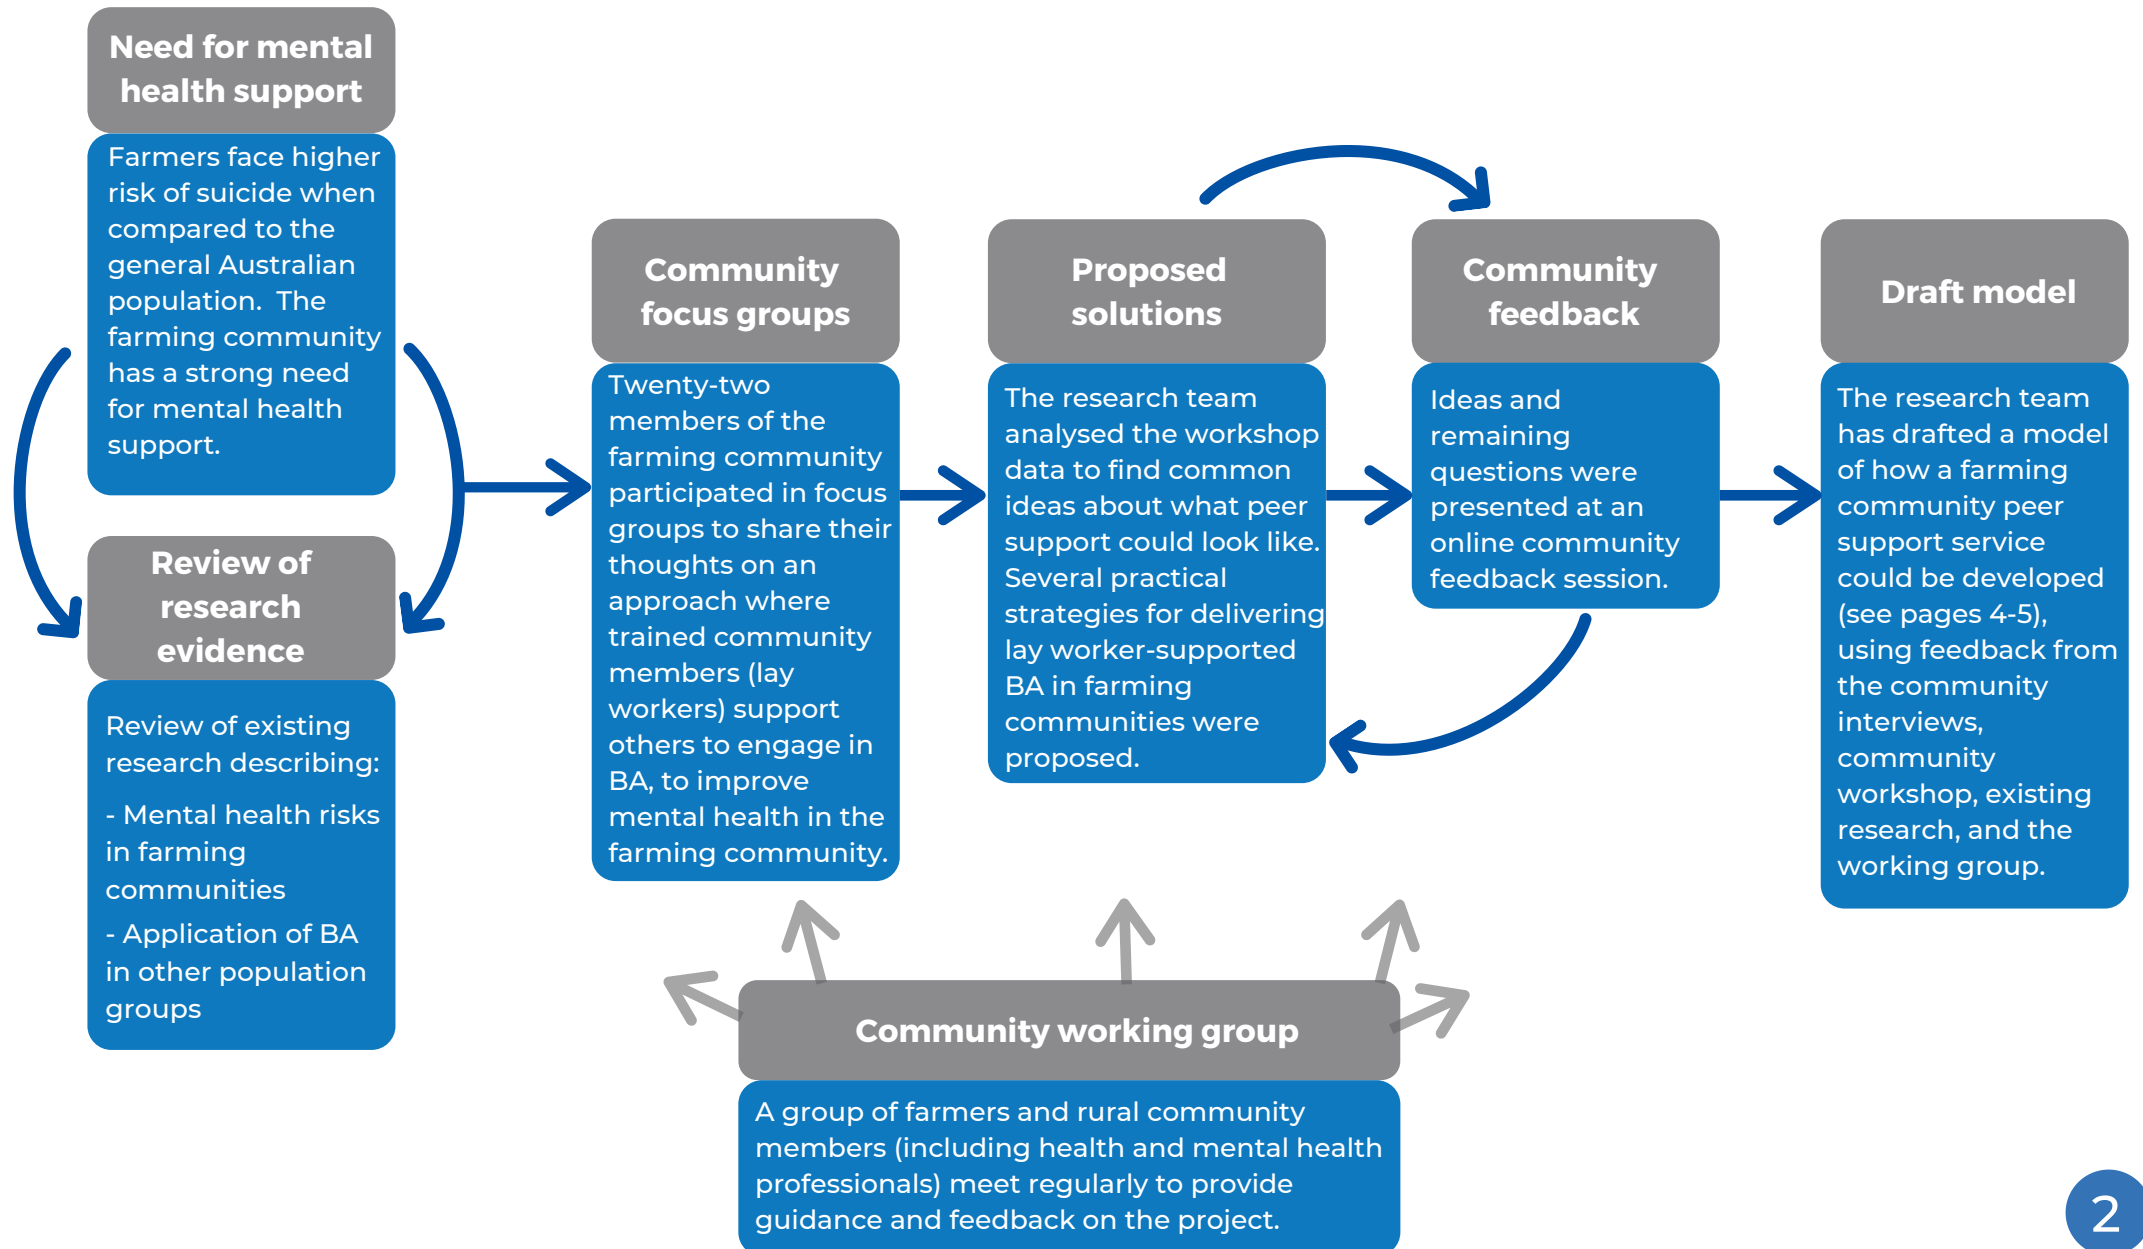 Need for mental
health support
Farmers face higher
risk of suicide when
compared to the
general Australian
population.  The
farming community
has a strong need
for mental health
support.
Review of
research
evidence
Review of existing
research describing:
- Mental health risks
in farming
communities
- Application of BA
in other population
groups
Community
focus groups
Twenty-two
members of the
farming community
participated in focus
groups to share their
thoughts on an
approach where
trained community
members (lay
workers) support
others to engage in
BA, to improve
mental health in the
farming community.
Proposed
solutions
The research team
analysed the workshop
data to find common
ideas about what peer
support could look like.
Several practical
strategies for delivering
lay worker-supported
BA in farming
communities were
proposed.
Community
feedback
Ideas and
remaining
questions were
presented at an
online community
feedback session.
Draft model
The research team
has drafted a model
of how a farming
community peer
support service
could be developed
(see pages 4-5),
using feedback from
the community
interviews,
community
workshop, existing
research, and the
working group.
Community working group
A group of farmers and rural community
members (including health and mental health
professionals) meet regularly to provide
guidance and feedback on the project.
2